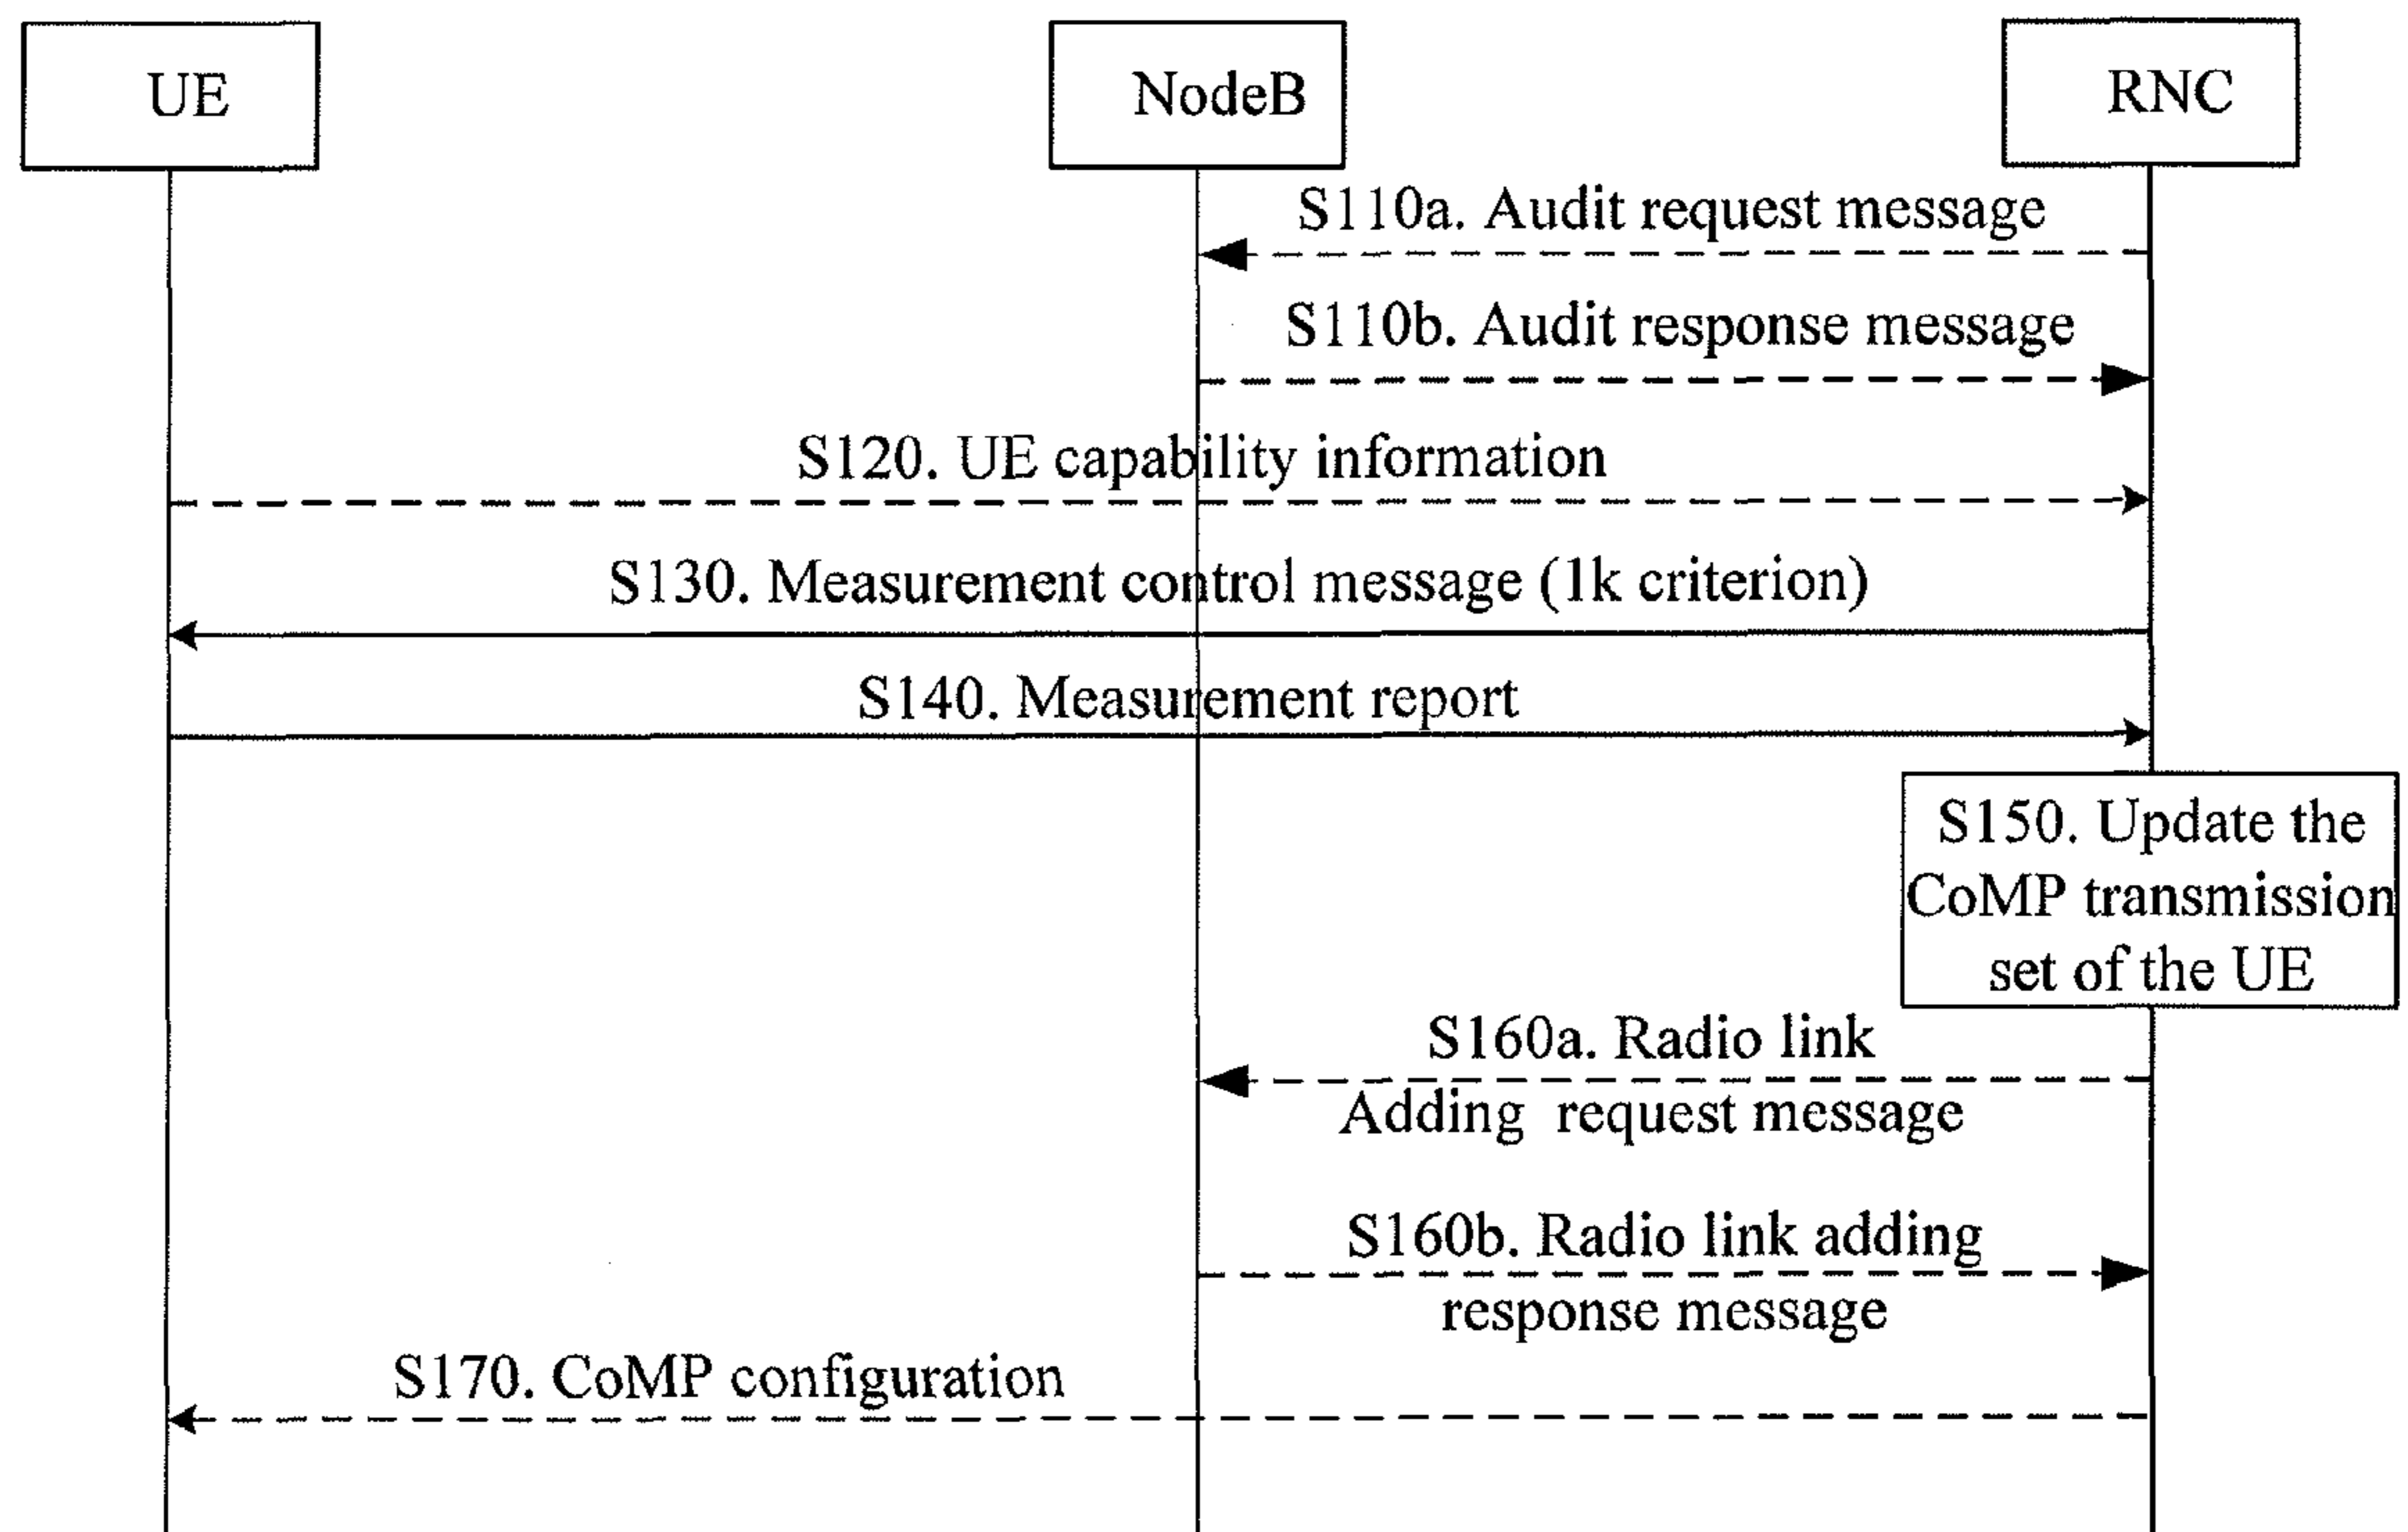 UE
NodeB
RNC
S110a. Audit request message
S110b. Audit response message
S120. UE capability information
S130. Measurement control message (1k criterion)
S140. Measurement report
S150. Update the
CoMP transmission
set of the UE
S160a. Radio link
Adding request message
S160b. Radio link adding
response message
S170. CoMP configuration